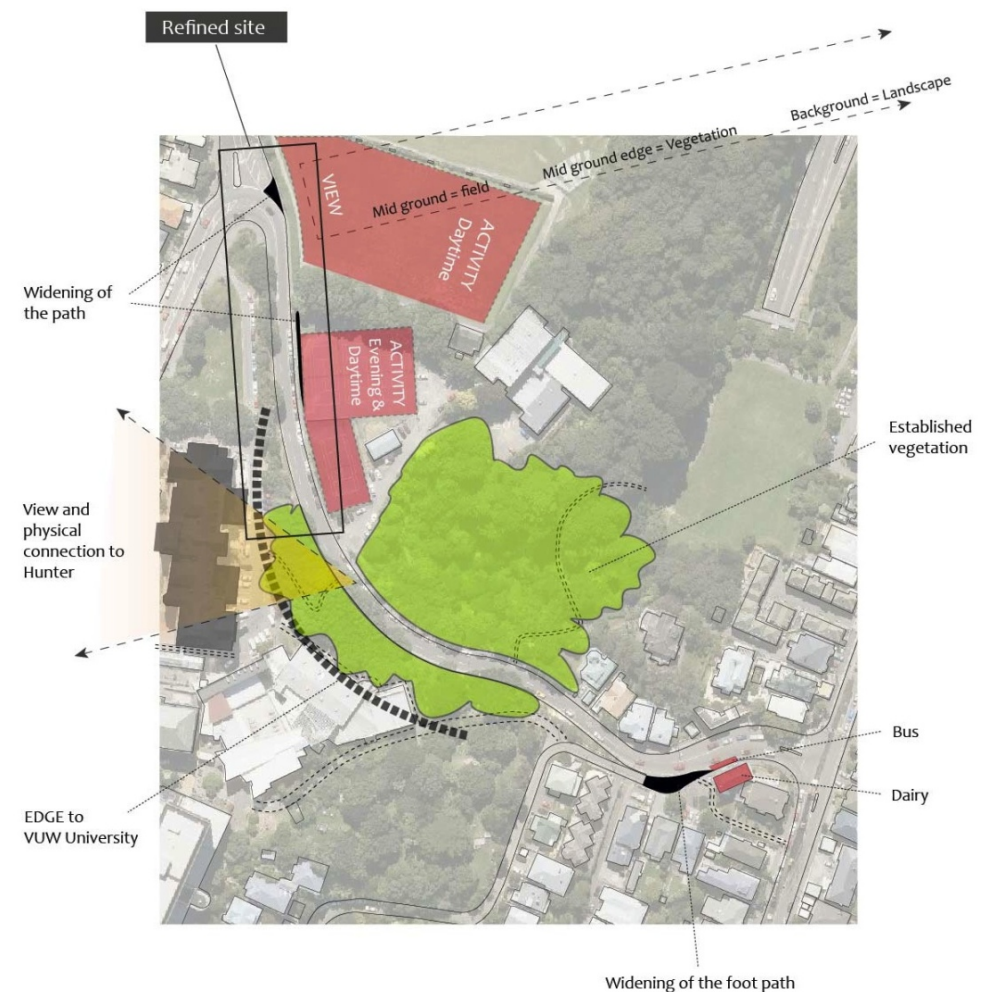 Refined site
Background = Landscape
Mid ground edge = Vegetation
Mid ground = field
VIEW
ACTIVITY
Daytime
Widening of
the path
ACTIVITY
Evening &
Daytime
Established
vegetation
View and
physical
connection to
Hunter
Bus
Dairy
EDGE to
VUW University
Widening of the foot path